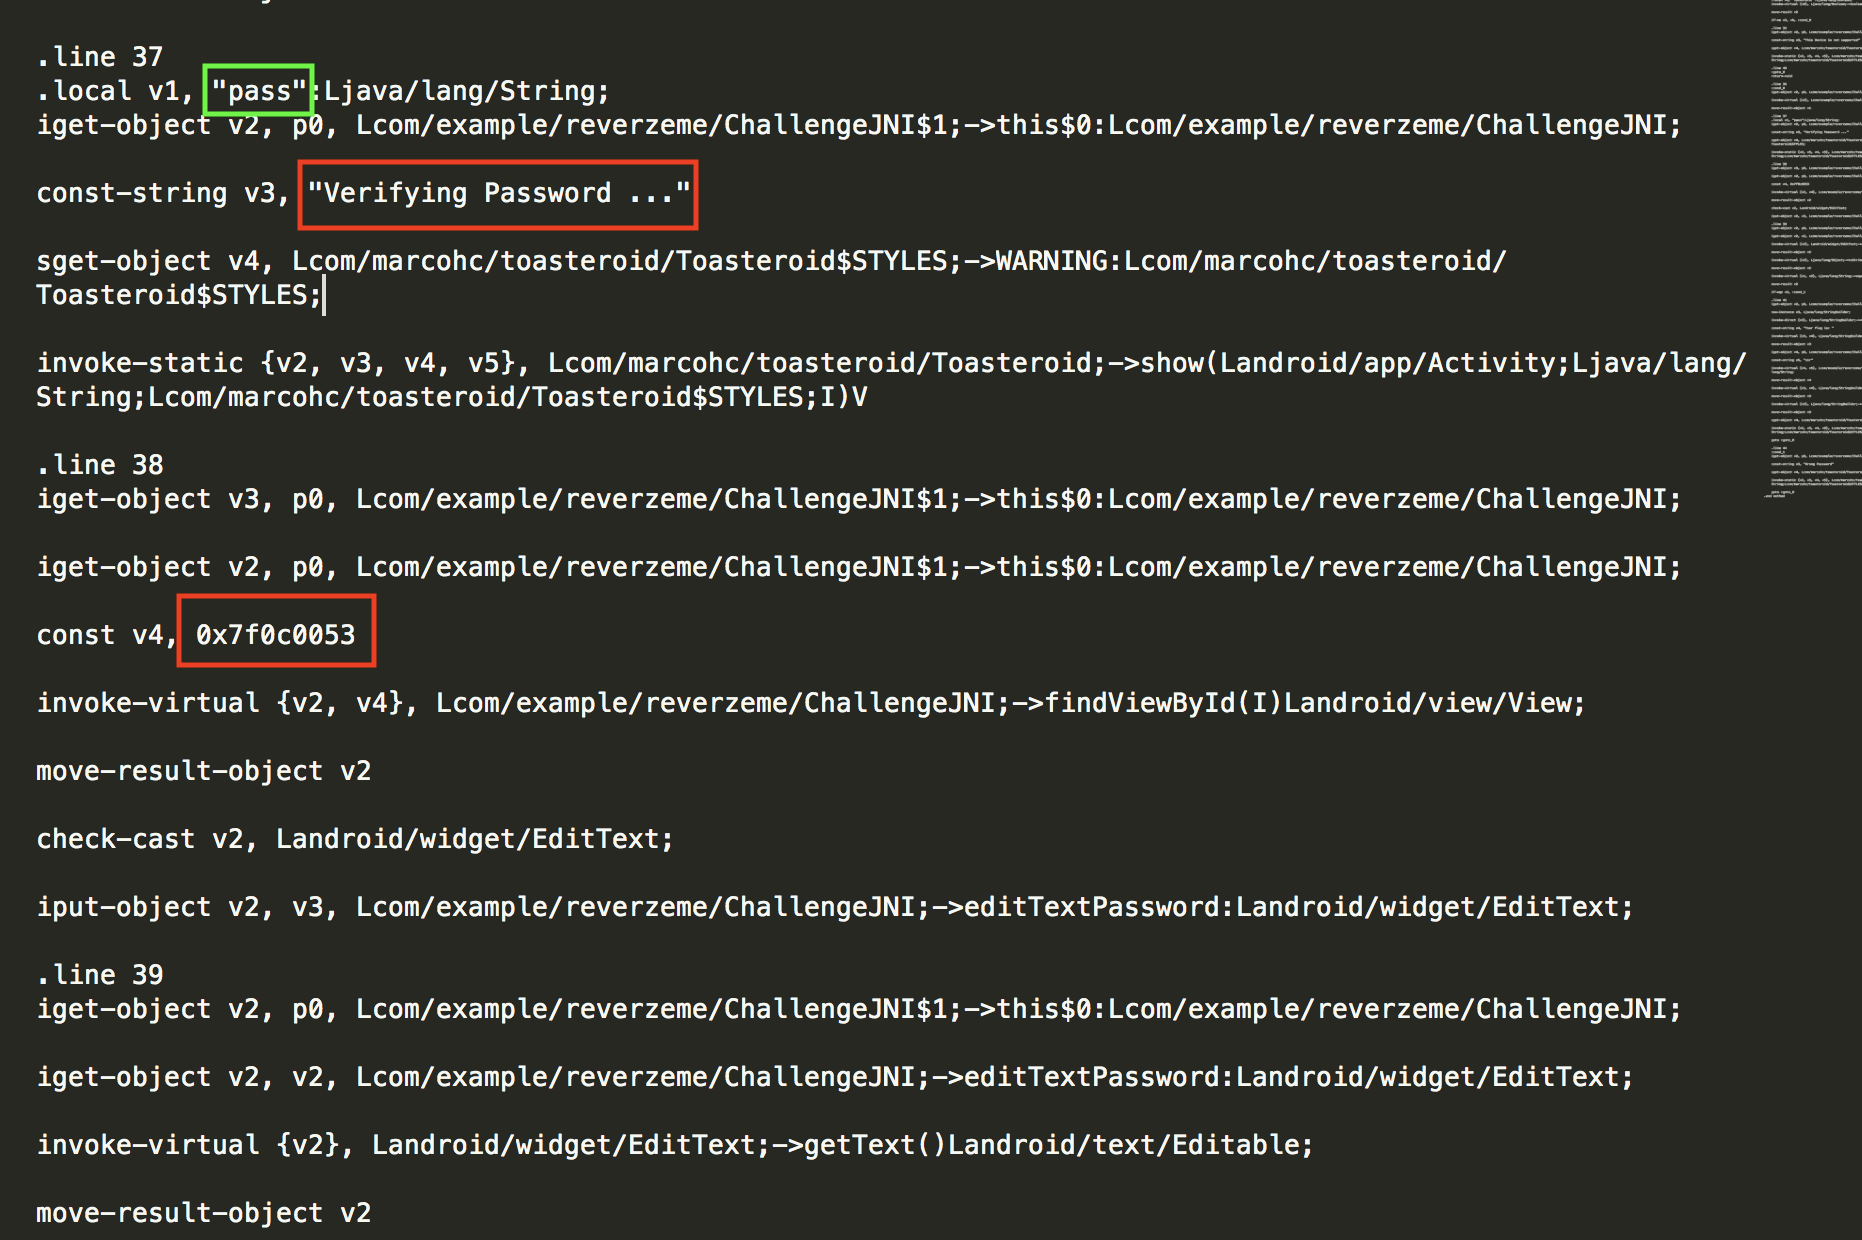 .line 37
.local v1, "pass":Ljava/lang/String;
iget-object v2, p0, Lcom/example/reverzeme/ChallengeJNI$1;->this$0:Lcom/example/reverzeme/ChallengeJNI;
const-string v3, "Verifying Password ..."
sget-object v4, Lcom/marcohc/toasteroid/Toasteroid$STYLES;->WARNING:Lcom/marcohc/toasteroid/
Toasteroid$STYLES;
invoke-static {v2, v3, v4, v5}, Lcom/marcohc/toasteroid/Toasteroid;->show(Landroid/app/Activity;Ljava/lang/
String;Lcom/marcohc/toasteroid/Toasteroid$STYLES;I)V
.line 38
iget-object v3, p0, Lcom/example/reverzeme/ChallengeJNI$1;->this$0:Lcom/example/reverzeme/ChallengeJNI;
iget-object v2, p0, Lcom/example/reverzeme/ChallengeJNI$1;->this$0:Lcom/example/reverzeme/ChallengeJNI;
const v4, 0x7f0c0053
invoke-virtual {v2, v4}, Lcom/example/reverzeme/ChallengeJNI;->findViewById(I)Landroid/view/View;
move-result-object v2
check-cast v2, Landroid/widget/EditText;
iput-object v2, v3, Lcom/example/reverzeme/ChallengeJNI;->editTextPassword:Landroid/widget/EditText;
.line 39
iget-object v2, p0, Lcom/example/reverzeme/ChallengeJNI$1;->this$0:Lcom/example/reverzeme/ChallengeJNI;
iget-object v2, v2, Lcom/example/reverzeme/ChallengeJNI;->editTextPassword:Landroid/widget/EditText;
invoke-virtual {v2}, Landroid/widget/EditText;->getText()Landroid/text/Editable;
move-result-object v2